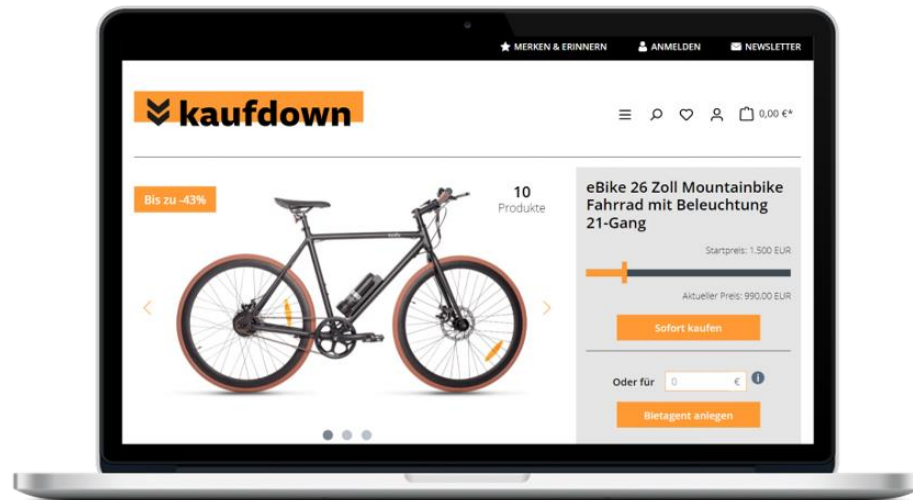 MERKEN & ERINNERN ANMELDEN NEWSLETTER
kaufdown
0,00 €*
Bis zu -43%
10
Produkte
eBike 26 Zoll Mountainbike
Fahrrad mit Beleuchtung
21-Gang
Startpreis: 1.500 EUR
Aktueller Preis: 990,00 EUR
Sofort kaufen
Oder für 0 €
Bietagent anlegen